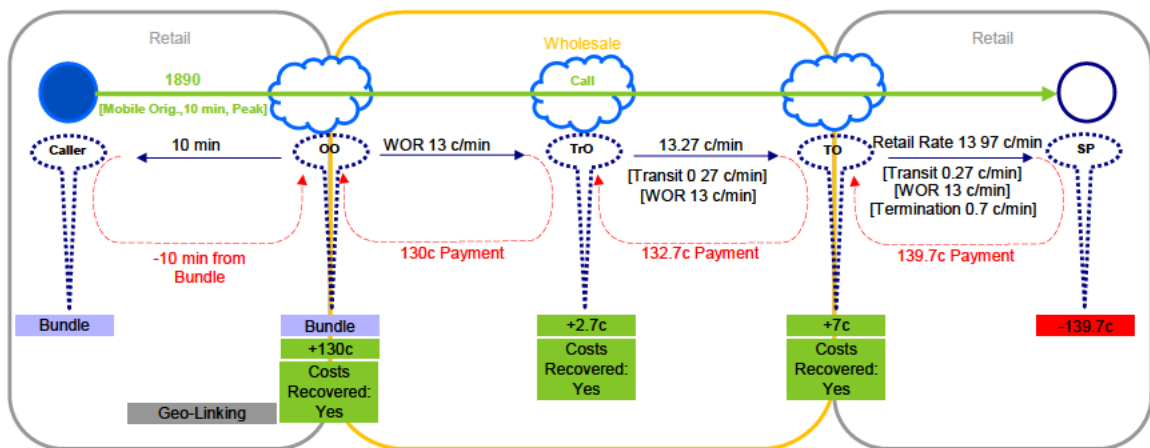 Retail
Wholesale
Retail
1890
Call
[Mobile Orig.,10 min, Peak]
Caller
10 min
OO
WOR 13 c/min
TrO
13.27 c/min
TO
Retail Rate 13 97 c/min
SP
[Transit 0 27 c/min]
[WOR 13 c/min]
[Transit 0.27 c/min]
[WOR 13 c/min]
[Termination 0.7 c/min]
-10 min from
Bundle
130c Payment
132.7c Payment
139.7c Payment
Bundle
Bundle
+130c
Costs
Recovered:
Yes
+2.7c
Costs
Recovered:
Yes
+7c
Costs
Recovered:
Yes
-139.7c
Geo-Linking